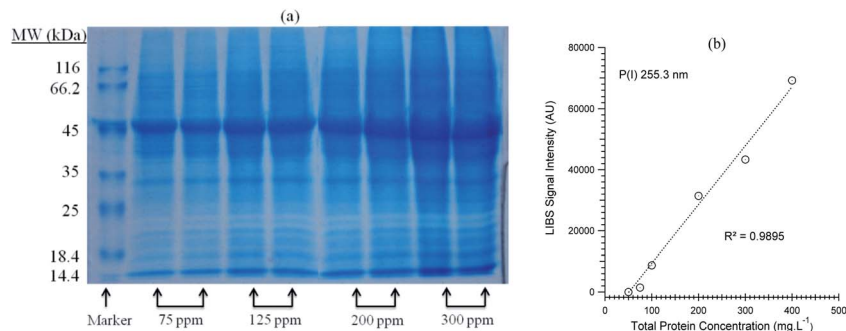 (a)
MW (kDa)
116
66.2
45
35
25
18.4
14.4
Marker
75 ppm
125 ppm
200 ppm
300 ppm
(b)
P(I) 255.3 nm
R² = 0.9895
LIBS Signal Intensity (AU)
80000
60000
40000
20000
0
0 100 200 300 400 500
Total Protein Concentration (mg.L⁻¹)